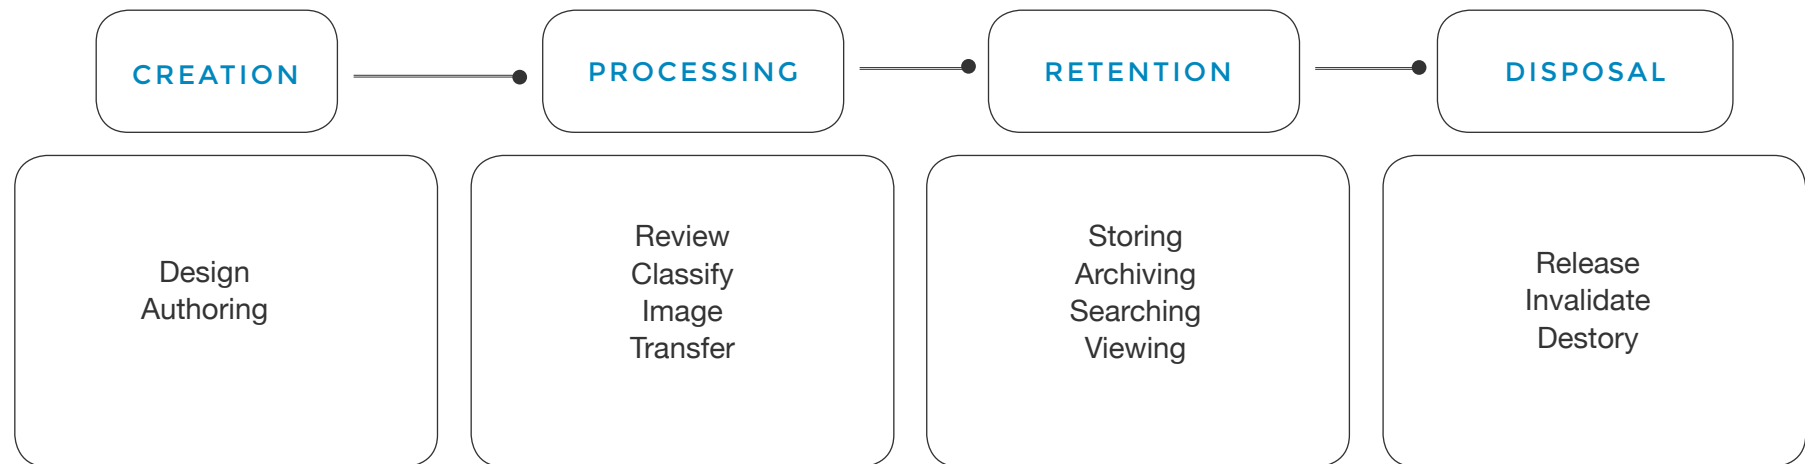 CREATION
PROCESSING
RETENTION
DISPOSAL
Design
Authoring
Review
Classify
Image
Transfer
Storing
Archiving
Searching
Viewing
Release
Invalidate
Destory